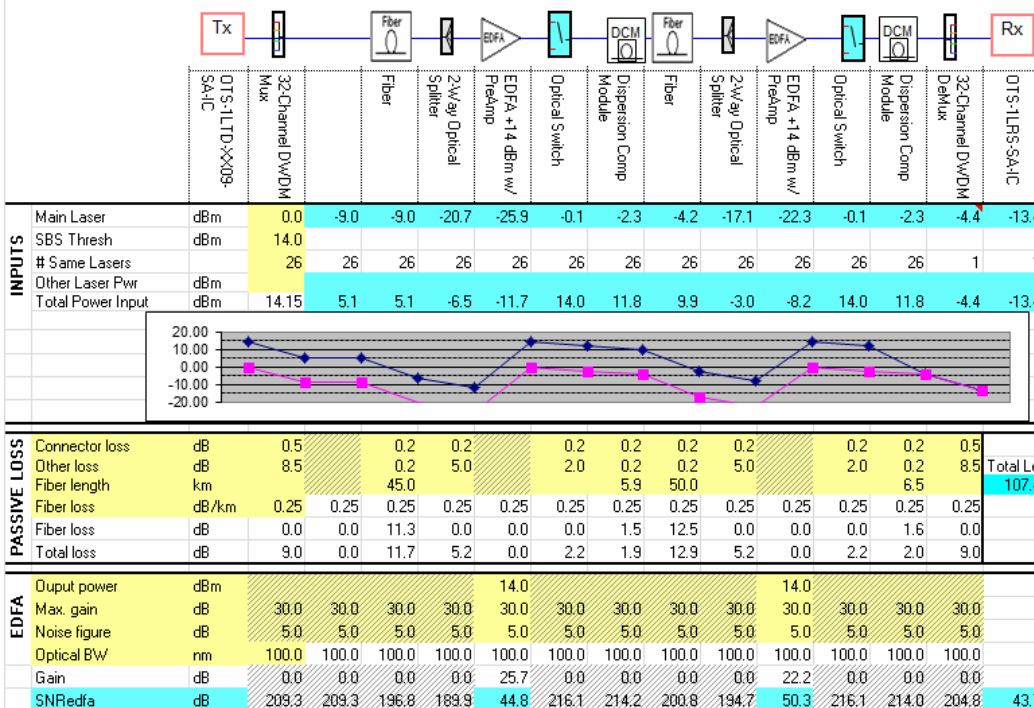 Tx
Fiber
EDFA
DCM
Fiber
EDFA
DCM
Rx
OTS-1LTD-XX09-SA-IC
32-Channel DWDM Mux
Fiber
2-Way Optical Splitter
EDFA +14 dBm w/ PreAmp
Optical Switch
Dispersion Comp Module
Fiber
2-Way Optical Splitter
EDFA +14 dBm w/ PreAmp
Optical Switch
Dispersion Comp Module
32-Channel DWDM DeMux
OTS-1LRS-SA-IC
INPUTS
Main Laser dBm 0.0 -9.0 -9.0 -20.7 -25.9 -0.1 -2.3 -4.2 -17.1 -22.3 -0.1 -2.3 -4.4 -13.
SBS Thresh dBm 14.0
# Same Lasers 26 26 26 26 26 26 26 26 26 26 26 26 1
Other Laser Pwr dBm
Total Power Input dBm 14.15 5.1 5.1 -6.5 -11.7 14.0 11.8 9.9 -3.0 -8.2 14.0 11.8 -4.4 -13.
20.00
10.00
0.00
-10.00
-20.00
PASSIVE LOSS
Connector loss dB 0.5 0.2 0.2 0.2 0.2 0.2 0.2 0.2 0.2 0.5
Other loss dB 8.5 0.2 5.0 2.0 0.2 0.2 5.0 2.0 0.2 8.5 Total Le
Fiber length km 45.0 5.9 50.0 6.5 107.
Fiber loss dB/km 0.25 0.25 0.25 0.25 0.25 0.25 0.25 0.25 0.25 0.25 0.25 0.25 0.25
Fiber loss dB 0.0 0.0 11.3 0.0 0.0 0.0 1.5 12.5 0.0 0.0 0.0 1.6 0.0
Total loss dB 9.0 0.0 11.7 5.2 0.0 2.2 1.9 12.9 5.2 0.0 2.2 2.0 9.0
EDFA
Ouput power dBm 14.0 14.0
Max. gain dB 30.0 30.0 30.0 30.0 30.0 30.0 30.0 30.0 30.0 30.0 30.0 30.0 30.0
Noise figure dB 5.0 5.0 5.0 5.0 5.0 5.0 5.0 5.0 5.0 5.0 5.0 5.0 5.0
Optical BW nm 100.0 100.0 100.0 100.0 100.0 100.0 100.0 100.0 100.0 100.0 100.0 100.0 100.0
Gain dB 0.0 0.0 0.0 0.0 25.7 0.0 0.0 0.0 0.0 22.2 0.0 0.0 0.0
SNRedfa dB 209.3 209.3 196.8 189.9 44.8 216.1 214.2 200.8 194.7 50.3 216.1 214.0 204.8 43.